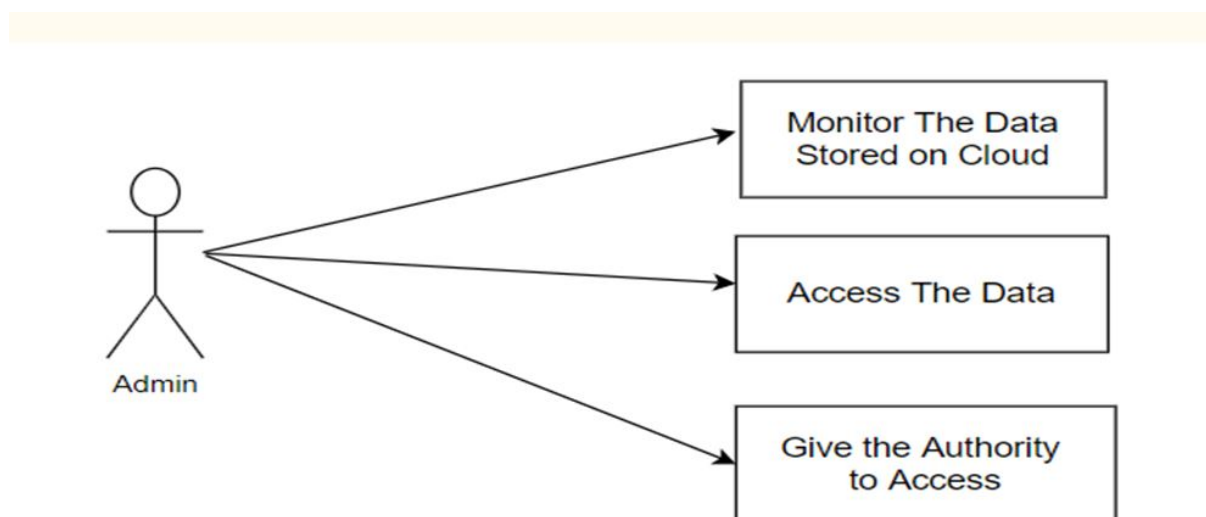 Monitor The Data
Stored on Cloud
Access The Data
Admin
Give the Authority
to Access